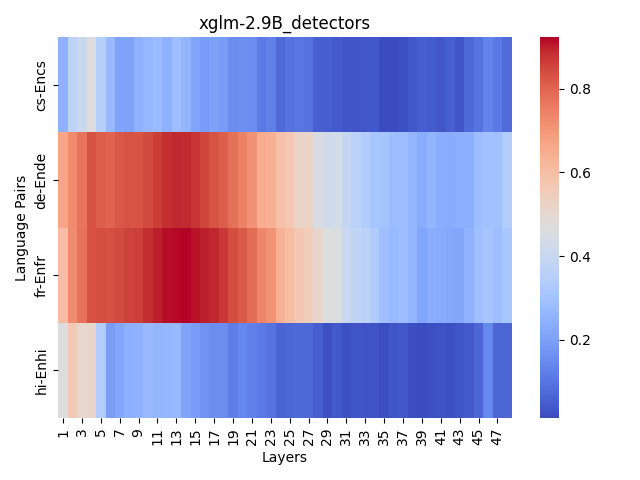 xglm-2.9B_detectors
Language Pairs
cs-Encs
de-Ende
fr-Enfr
hi-Enhi
1 3 5 7 9 11 13 15 17 19 21 23 25 27 29 31 33 35 37 39 41 43 45 47
Layers
0.8
0.6
0.4
0.2